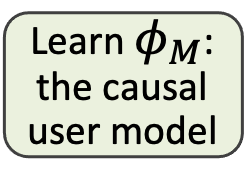 Learn 𝜙_M:
the causal
user model